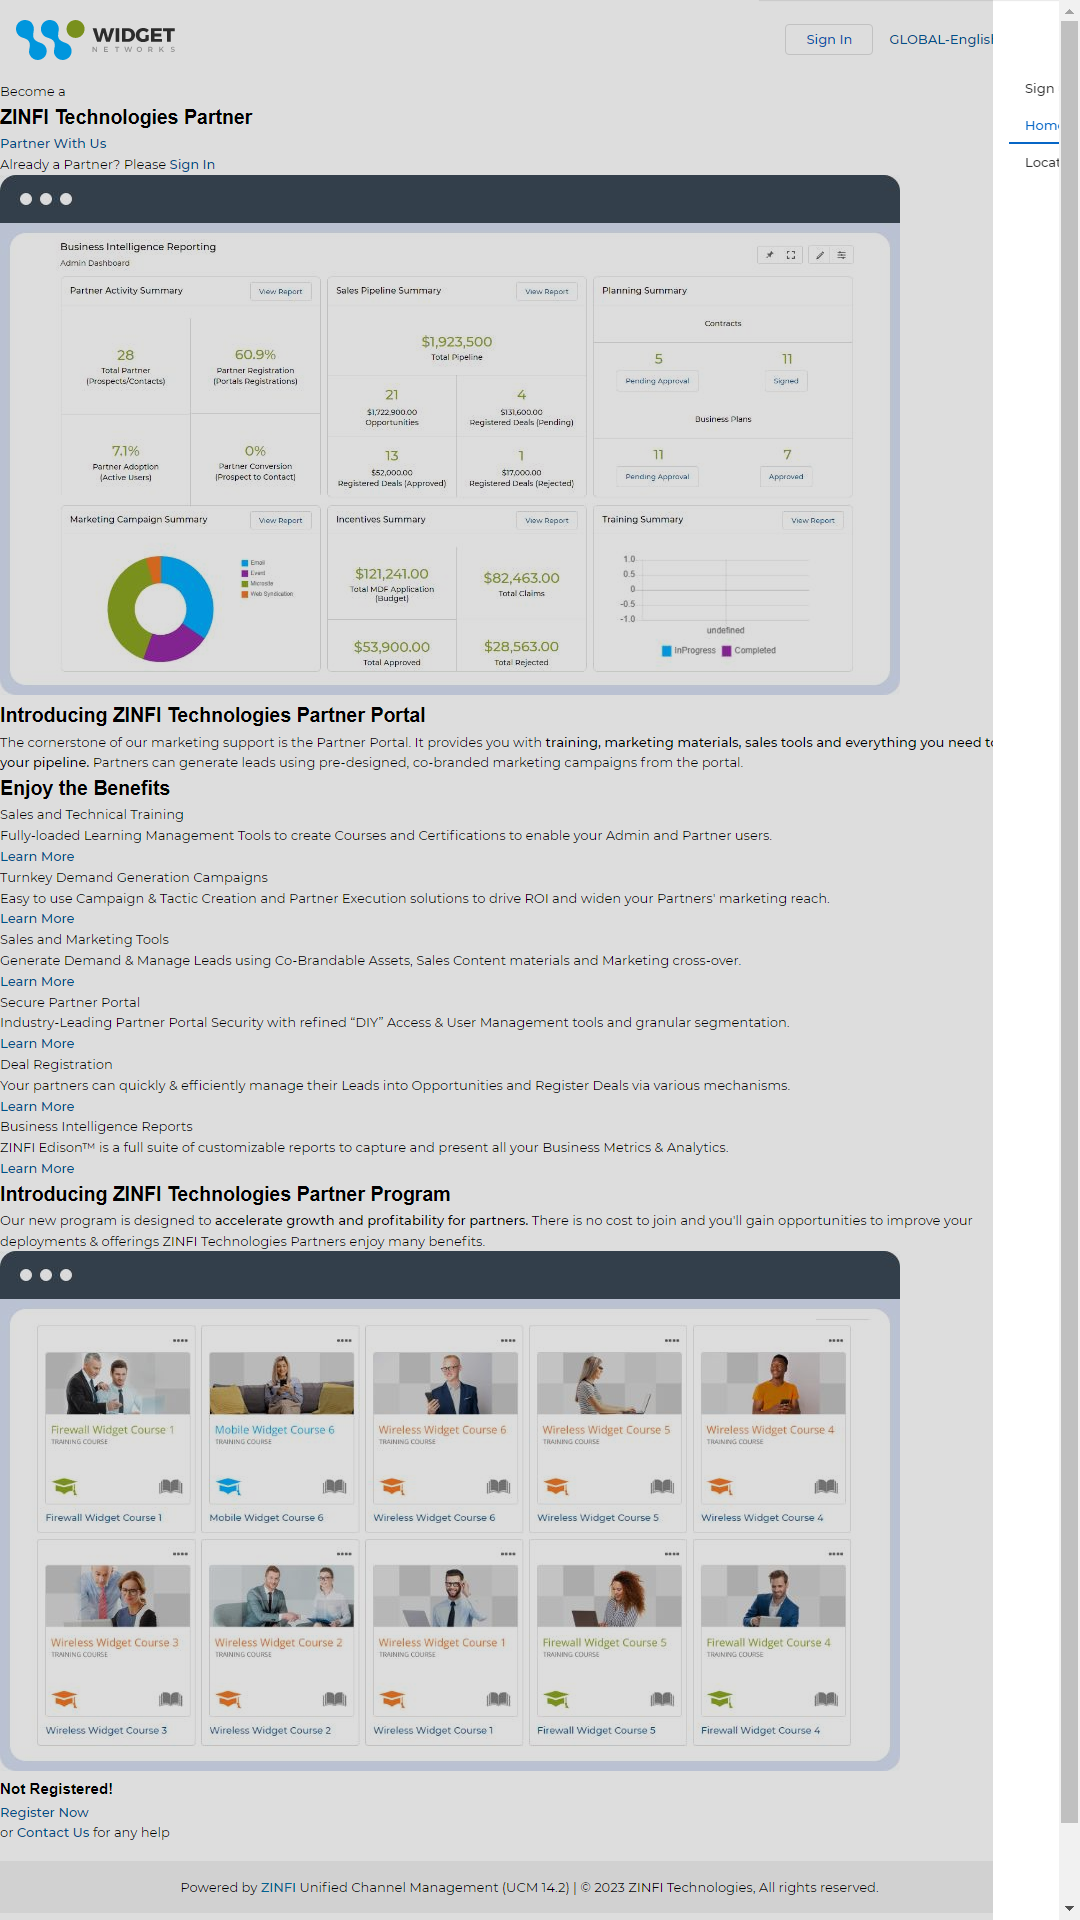 WIDGET
NETWORKS
Sign In
GLOBAL-English
Sign
Home
Locat
Become a
ZINFI Technologies Partner
Partner With Us
Already a Partner? Please Sign In
Business Intelligence Reporting
Admin Dashboard
Partner Activity Summary
View Report
28
Total Partner
(Prospects/Contacts)
60.9%
Partner Registration
(Portals Registrations)
7.1%
Partner Adoption
(Active Users)
0%
Partner Conversion
(Prospect to Contact)
Sales Pipeline Summary
View Report
$1,923,500
Total Pipeline
21
$1,722,900.00
Opportunities
4
$131,600.00
Registered Deals (Pending)
13
$52,000.00
Registered Deals (Approved)
1
$17,000.00
Registered Deals (Rejected)
Planning Summary
Contracts
5
Pending Approval
11
Signed
Business Plans
11
Pending Approval
7
Approved
Marketing Campaign Summary
View Report
Email
Event
Microsite
Web Syndication
Incentives Summary
View Report
$121,241.00
Total MDF Application
(Budget)
$82,463.00
Total Claims
$53,900.00
Total Approved
$28,563.00
Total Rejected
Training Summary
View Report
1.0
0.5
0
-0.5
-1.0
undefined
InProgress Completed
Introducing ZINFI Technologies Partner Portal
The cornerstone of our marketing support is the Partner Portal. It provides you with training, marketing materials, sales tools and everything you need to
your pipeline. Partners can generate leads using pre-designed, co-branded marketing campaigns from the portal.
Enjoy the Benefits
Sales and Technical Training
Fully-loaded Learning Management Tools to create Courses and Certifications to enable your Admin and Partner users.
Learn More
Turnkey Demand Generation Campaigns
Easy to use Campaign & Tactic Creation and Partner Execution solutions to drive ROI and widen your Partners' marketing reach.
Learn More
Sales and Marketing Tools
Generate Demand & Manage Leads using Co-Brandable Assets, Sales Content materials and Marketing cross-over.
Learn More
Secure Partner Portal
Industry-Leading Partner Portal Security with refined “DIY” Access & User Management tools and granular segmentation.
Learn More
Deal Registration
Your partners can quickly & efficiently manage their Leads into Opportunities and Register Deals via various mechanisms.
Learn More
Business Intelligence Reports
ZINFI Edison™ is a full suite of customizable reports to capture and present all your Business Metrics & Analytics.
Learn More
Introducing ZINFI Technologies Partner Program
Our new program is designed to accelerate growth and profitability for partners. There is no cost to join and you'll gain opportunities to improve your
deployments & offerings ZINFI Technologies Partners enjoy many benefits.
Firewall Widget Course 1
TRAINING COURSE
Firewall Widget Course 1
Mobile Widget Course 6
TRAINING COURSE
Mobile Widget Course 6
Wireless Widget Course 6
TRAINING COURSE
Wireless Widget Course 6
Wireless Widget Course 5
TRAINING COURSE
Wireless Widget Course 5
Wireless Widget Course 4
TRAINING COURSE
Wireless Widget Course 4
Wireless Widget Course 3
TRAINING COURSE
Wireless Widget Course 3
Wireless Widget Course 2
TRAINING COURSE
Wireless Widget Course 2
Wireless Widget Course 1
TRAINING COURSE
Wireless Widget Course 1
Firewall Widget Course 5
TRAINING COURSE
Firewall Widget Course 5
Firewall Widget Course 4
TRAINING COURSE
Firewall Widget Course 4
Not Registered!
Register Now
or Contact Us for any help
Powered by ZINFI Unified Channel Management (UCM 14.2) | © 2023 ZINFI Technologies, All rights reserved.